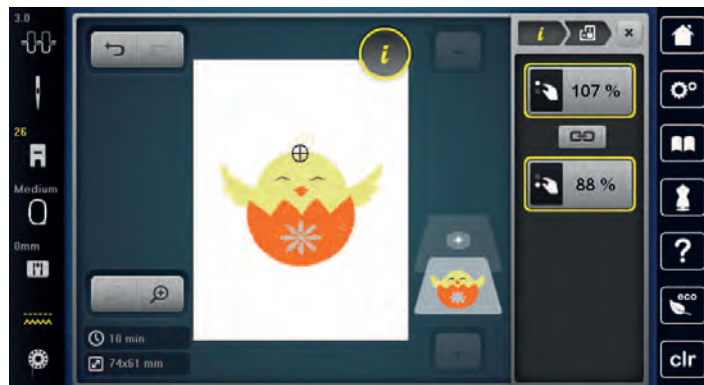 3.0
26
Medium
0mm
i
10 min
74x61 mm
i
107 %
88 %
?
eco
clr